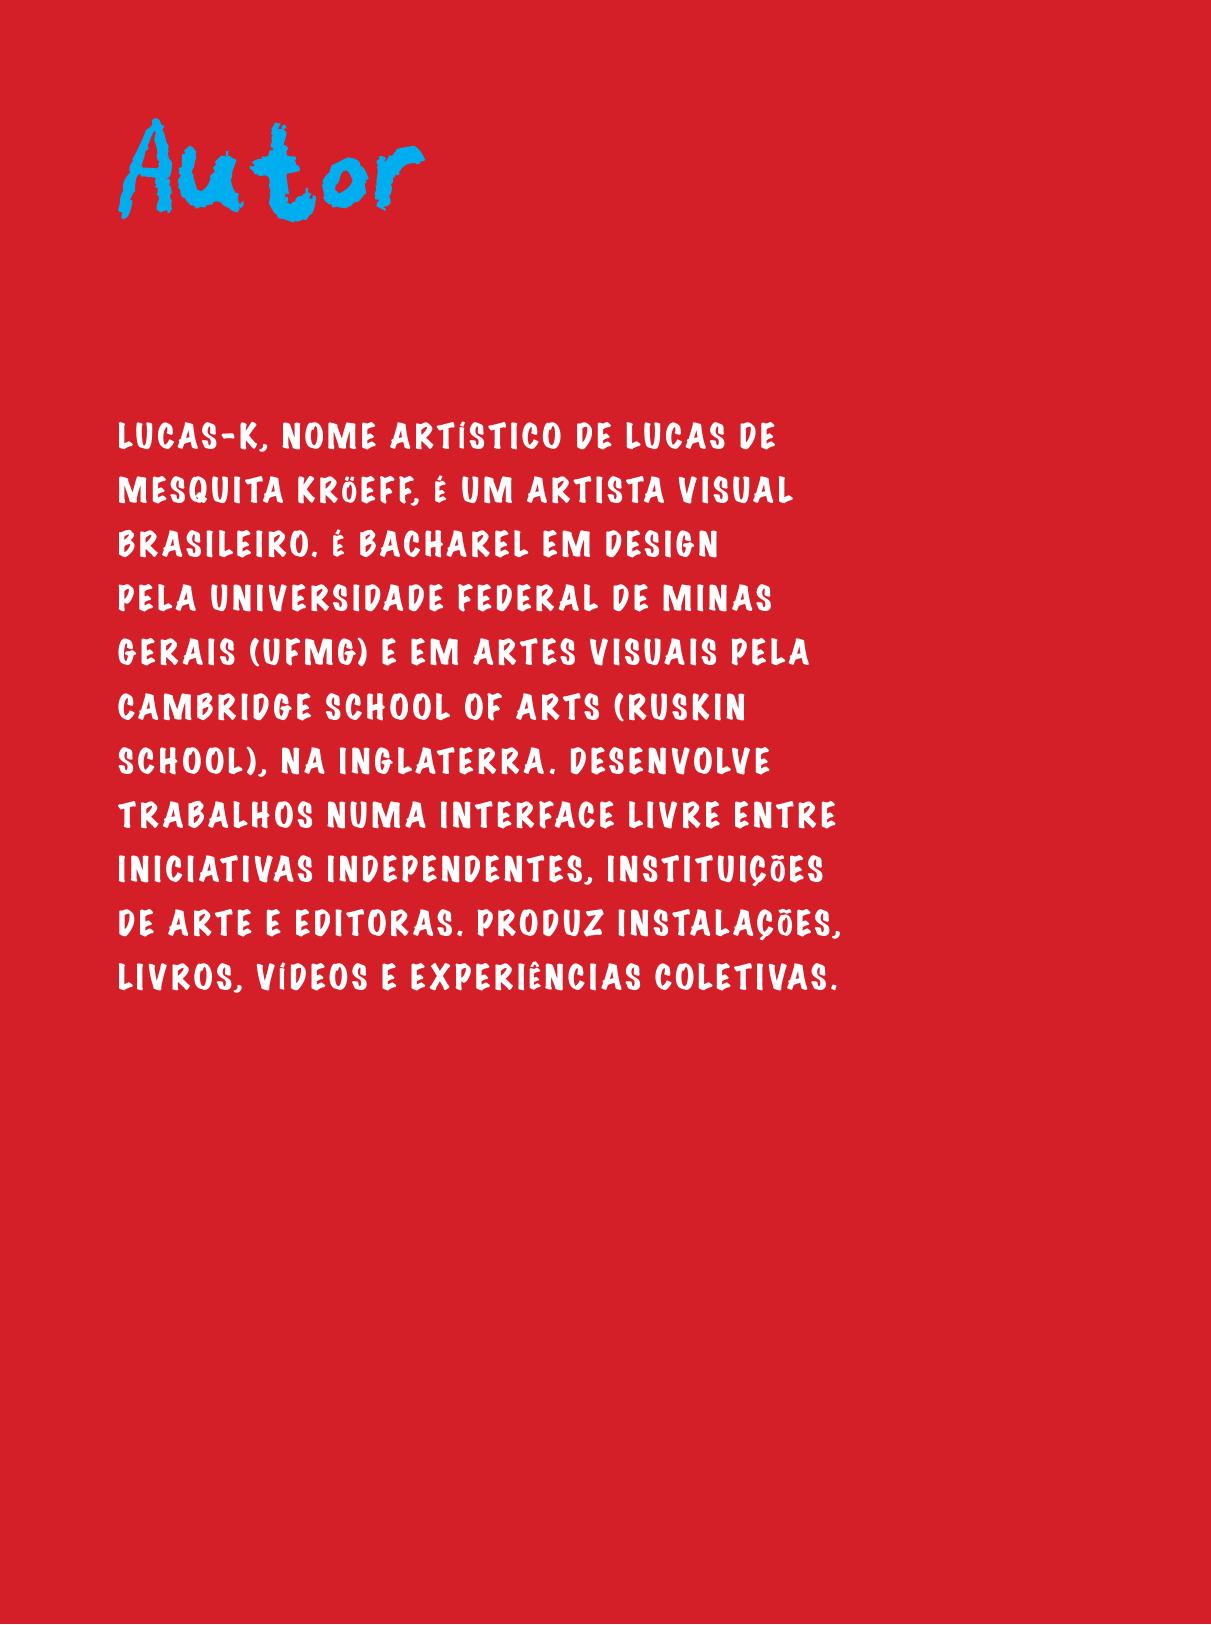 Autor
LUCAS-K, NOME ARTÍSTICO DE LUCAS DE
MESQUITA KRÖEFF, É UM ARTISTA VISUAL
BRASILEIRO. É BACHAREL EM DESIGN
PELA UNIVERSIDADE FEDERAL DE MINAS
GERAIS (UFMG) E EM ARTES VISUAIS PELA
CAMBRIDGE SCHOOL OF ARTS (RUSKIN
SCHOOL), NA INGLATERRA. DESENVOLVE
TRABALHOS NUMA INTERFACE LIVRE ENTRE
INICIATIVAS INDEPENDENTES, INSTITUIÇÕES
DE ARTE E EDITORAS. PRODUZ INSTALAÇÕES,
LIVROS, VÍDEOS E EXPERIÊNCIAS COLETIVAS.